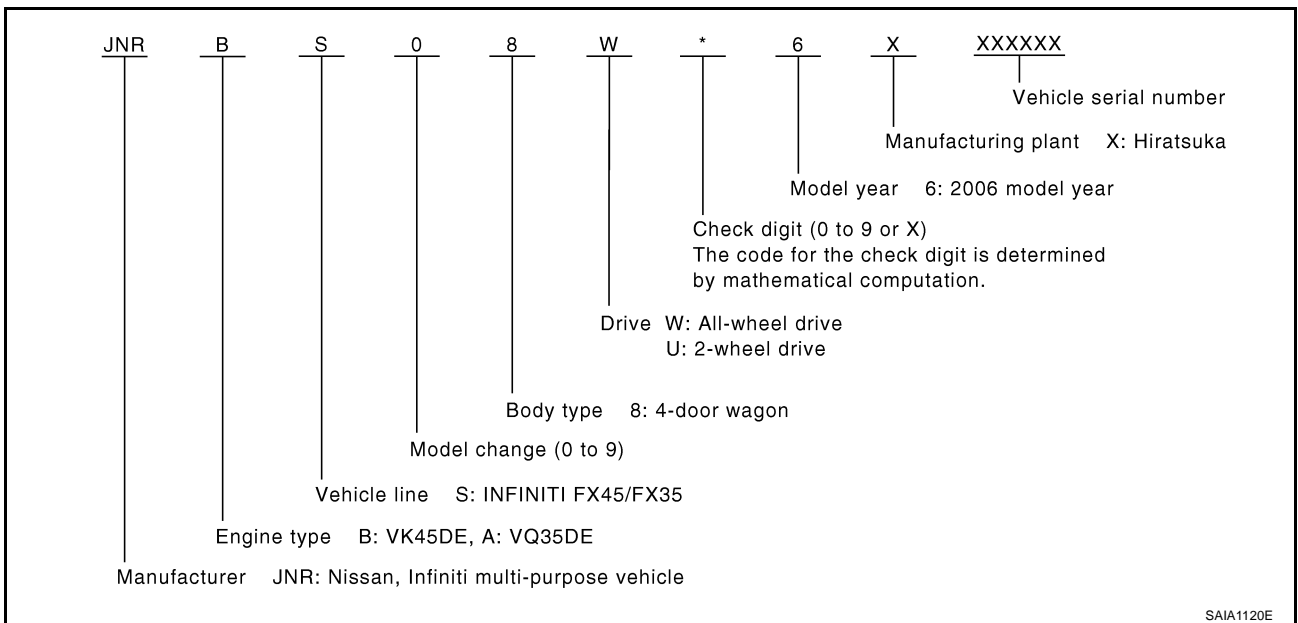 JNR B S 0 8 W * 6 X XXXXXX
Vehicle serial number
Manufacturing plant X: Hiratsuka
Model year 6: 2006 model year
Check digit (0 to 9 or X)
The code for the check digit is determined
by mathematical computation.
Drive W: All-wheel drive
U: 2-wheel drive
Body type 8: 4-door wagon
Model change (0 to 9)
Vehicle line S: INFINITI FX45/FX35
Engine type B: VK45DE, A: VQ35DE
Manufacturer JNR: Nissan, Infiniti multi-purpose vehicle
SAIA1120E